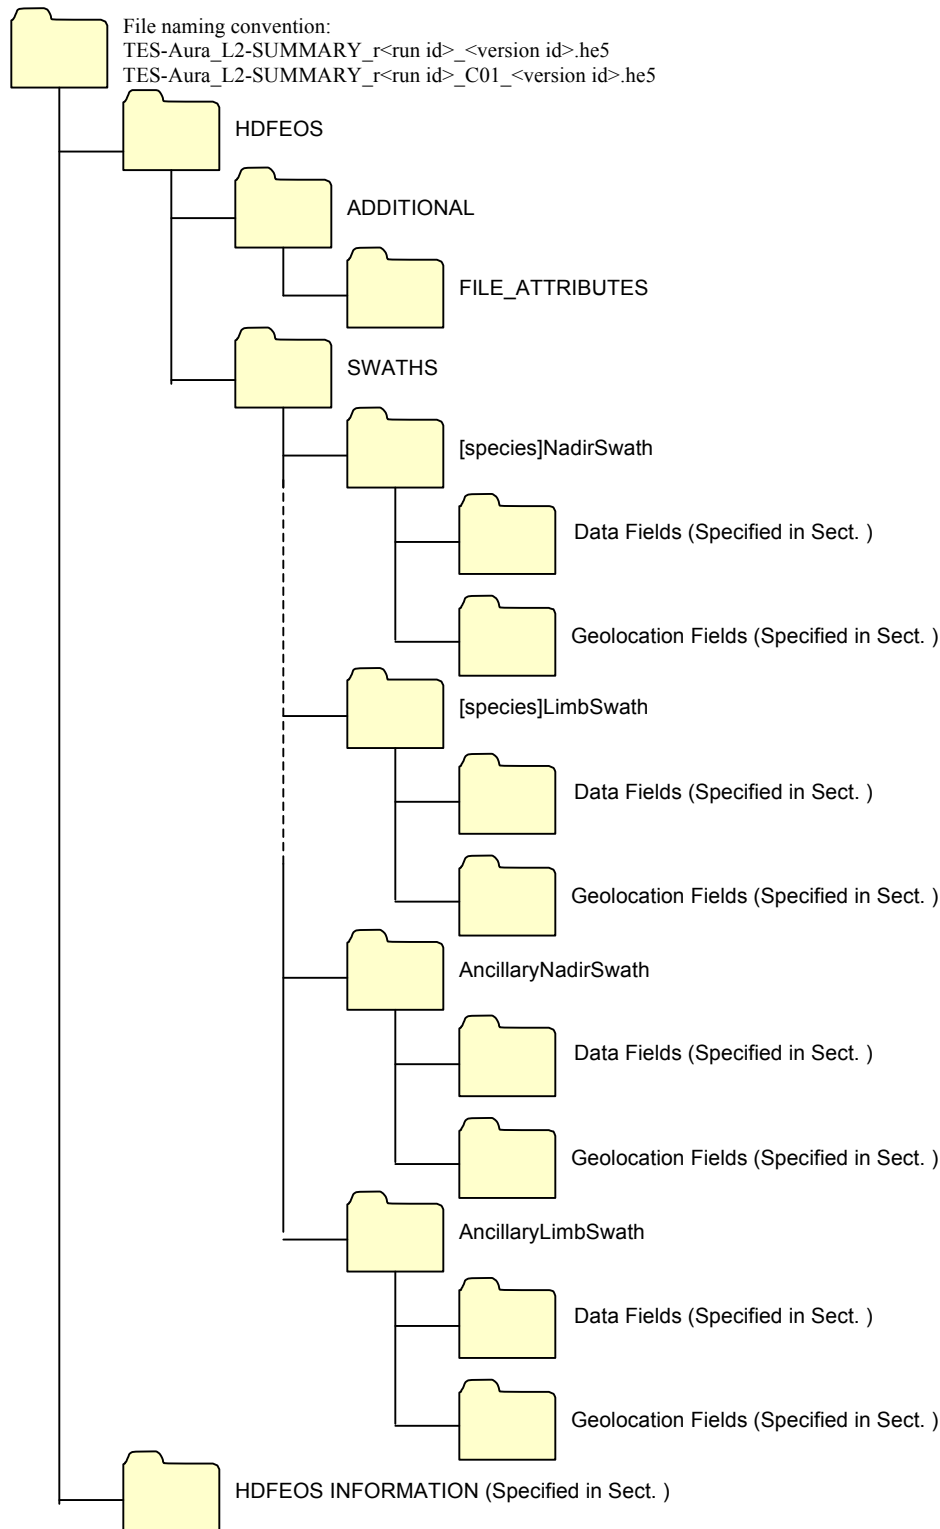 File naming convention:
TES-Aura_L2-SUMMARY_r<run id>_<version id>.he5
TES-Aura_L2-SUMMARY_r<run id>_C01_<version id>.he5
HDFEOS
ADDITIONAL
FILE_ATTRIBUTES
SWATHS
[species]NadirSwath
Data Fields (Specified in Sect. )
Geolocation Fields (Specified in Sect. )
[species]LimbSwath
Data Fields (Specified in Sect. )
Geolocation Fields (Specified in Sect. )
AncillaryNadirSwath
Data Fields (Specified in Sect. )
Geolocation Fields (Specified in Sect. )
AncillaryLimbSwath
Data Fields (Specified in Sect. )
Geolocation Fields (Specified in Sect. )
HDFEOS INFORMATION (Specified in Sect. )